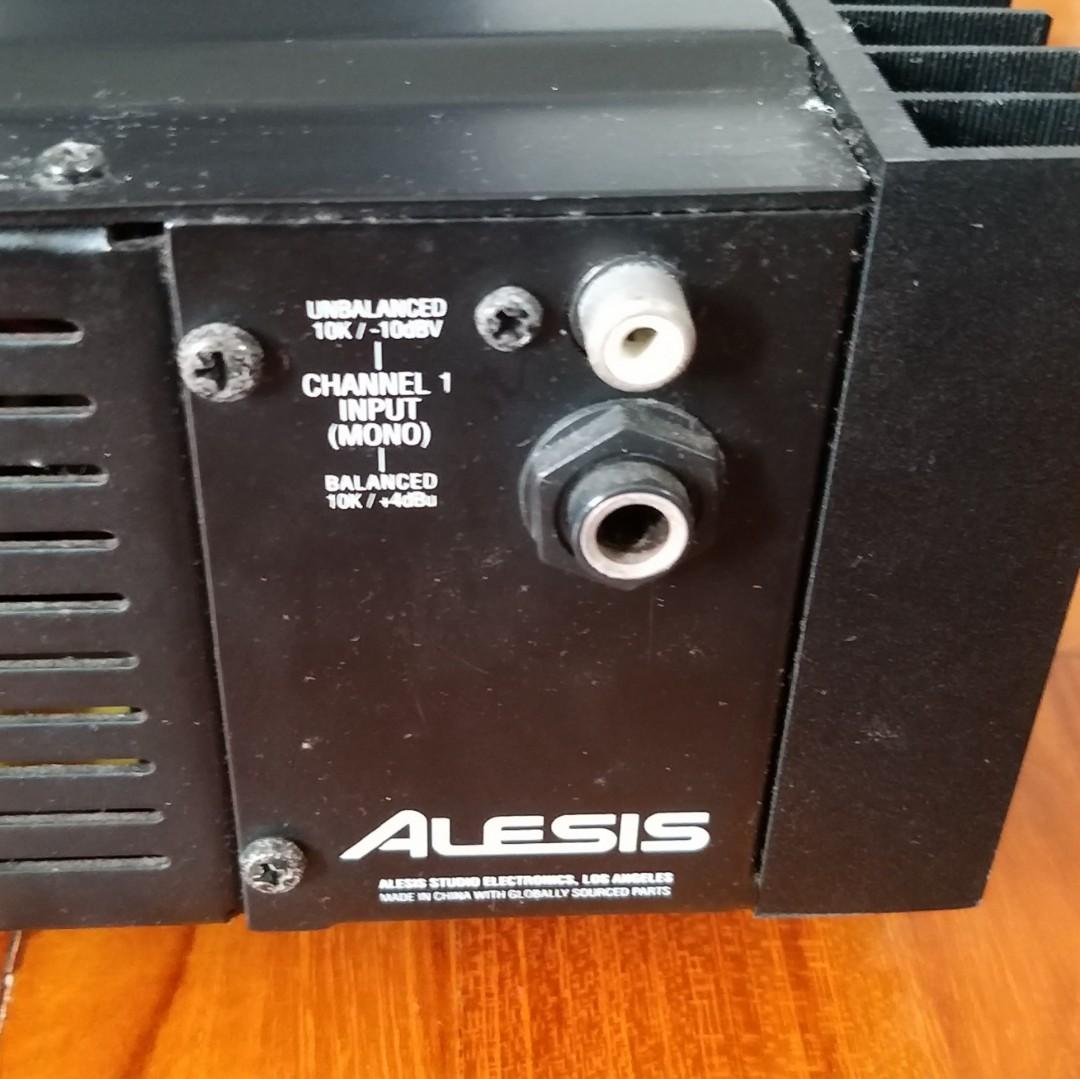 UNBALANCED
10K / -10dBV
CHANNEL 1
INPUT
(MONO)
BALANCED
10K / +4dBu
ALESIS
ALESIS STUDIO ELECTRONICS, LOS ANGELES
MADE IN CHINA WITH GLOBALLY SOURCED PARTS